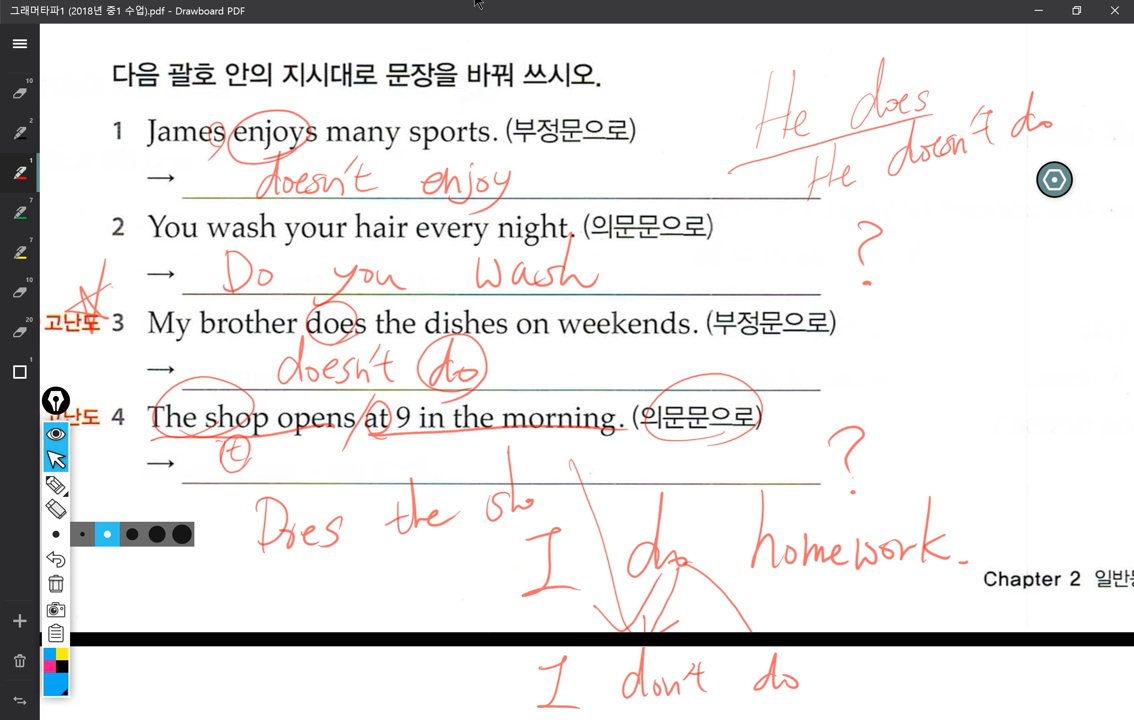 그래머타파1 (2018년 중1 수업).pdf - Drawboard PDF
다음 괄호 안의 지시대로 문장을 바꿔 쓰시오.
He does
He doesn't do
1 James enjoys many sports. (부정문으로)
→ doesn't enjoy
2 You wash your hair every night. (의문문으로)
→ Do you wash ?
고난도 3 My brother does the dishes on weekends. (부정문으로)
→ doesn't do
고난도 4 The shop opens at 9 in the morning. (의문문으로)
→ ?
Does the sho
I do homework.
Chapter 2 일반동
I don't do